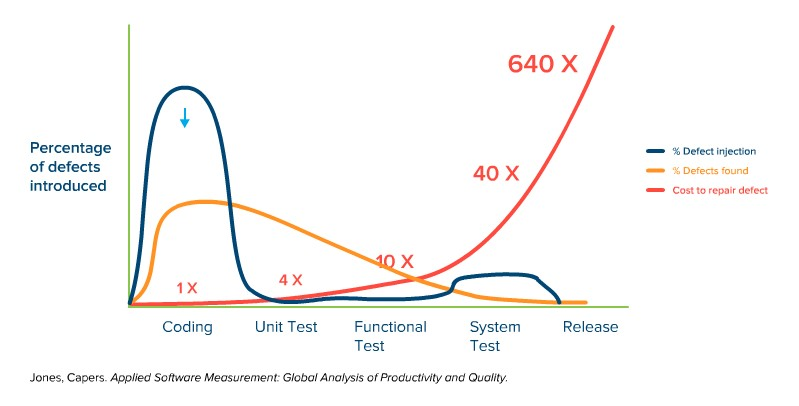 640 X
Percentage
of defects
introduced
% Defect injection
% Defects found
Cost to repair defect
40 X
10 X
4 X
1 X
Coding
Unit Test
Functional
Test
System
Test
Release
Jones, Capers. Applied Software Measurement: Global Analysis of Productivity and Quality.